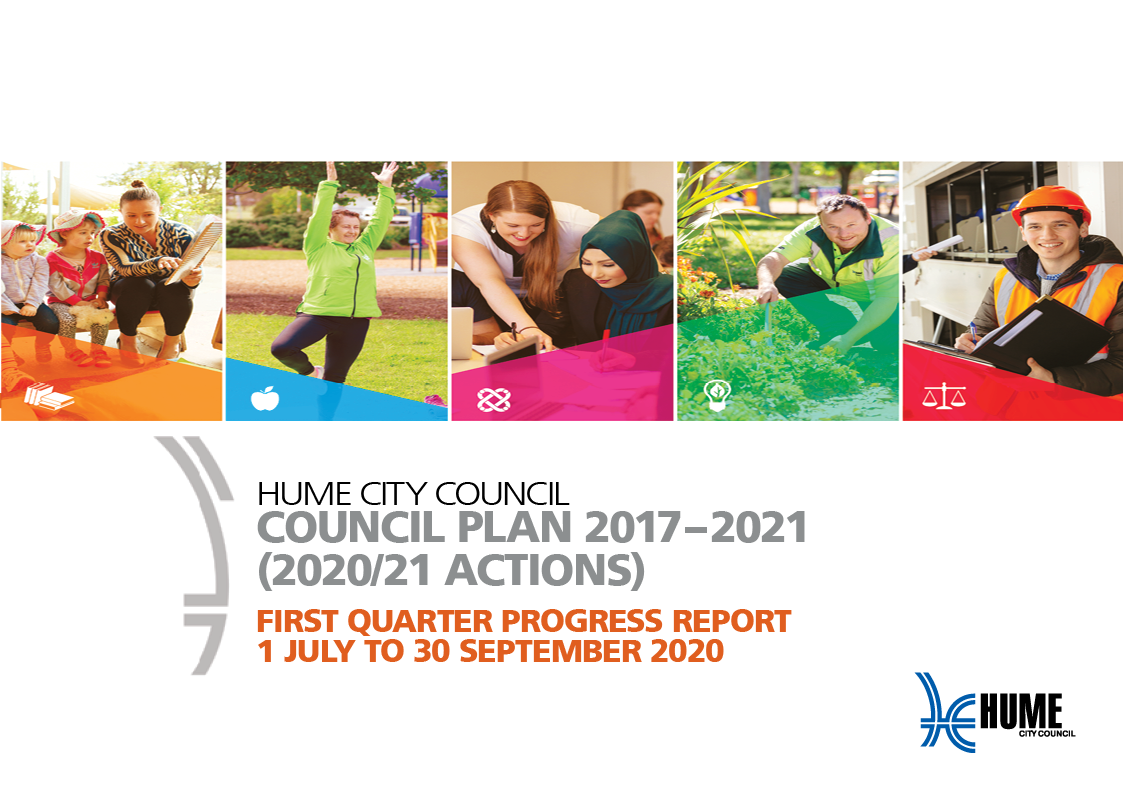 HUME CITY COUNCIL
COUNCIL PLAN 2017–2021
(2020/21 ACTIONS)
FIRST QUARTER PROGRESS REPORT
1 JULY TO 30 SEPTEMBER 2020
HUME
CITY COUNCIL